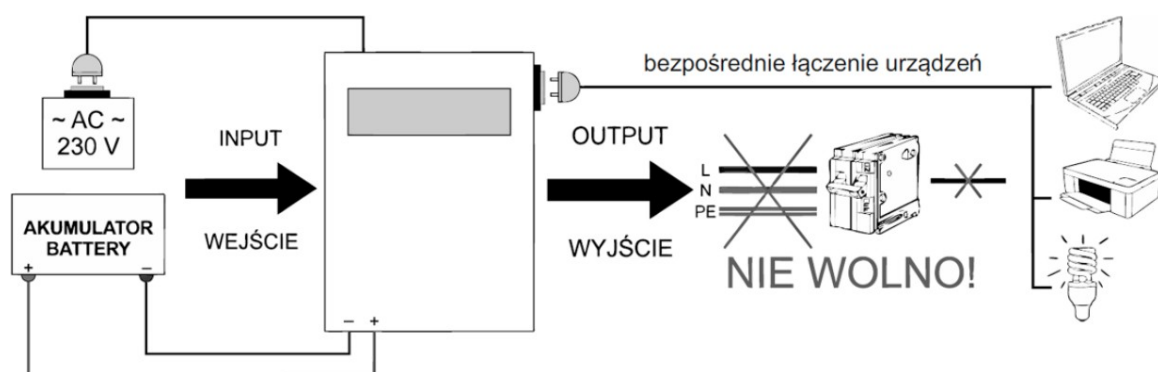 ~ AC ~
230 V
AKUMULATOR
BATTERY
+ –
INPUT
WEJŚCIE
– +
bezpośrednie łączenie urządzeń
OUTPUT
WYJŚCIE
L
N
PE
NIE WOLNO!